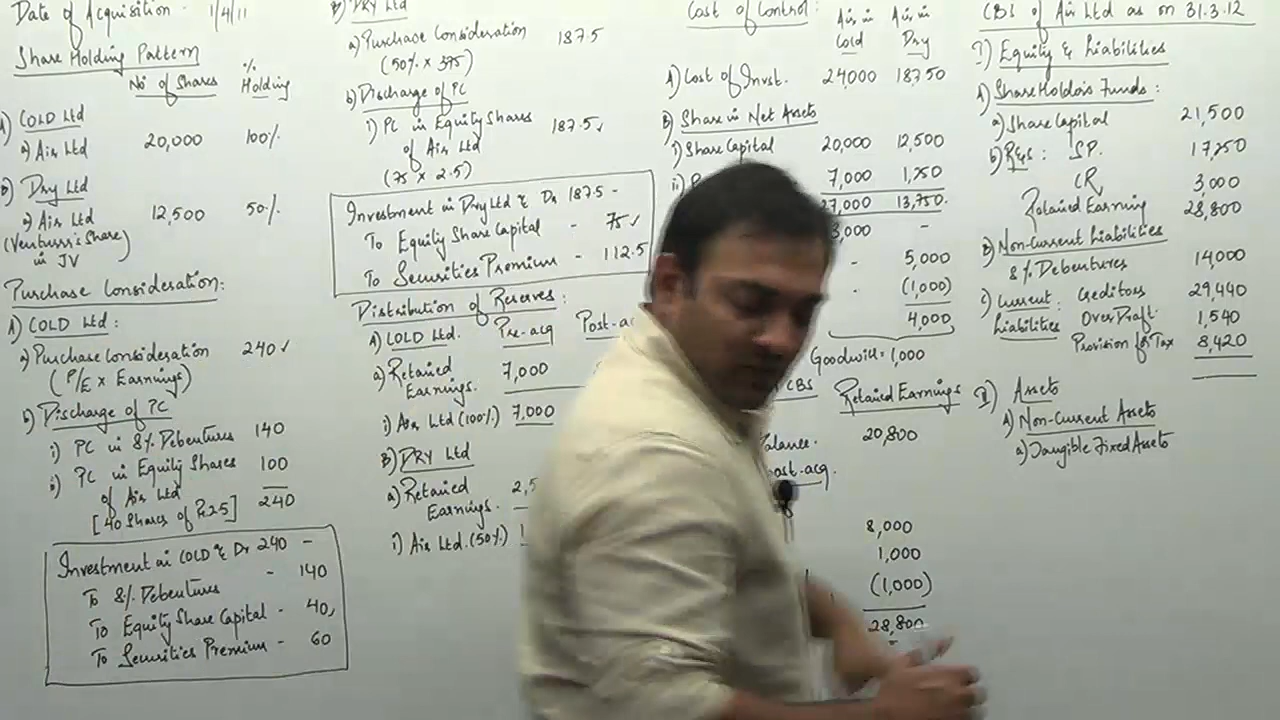 Date of Acquisition - 1/4/11
Share Holding Pattern
No of Shares % Holding
A) COLD Ltd
a) Air Ltd 20,000 100%
B) Dry Ltd
a) Air Ltd 12,500 50%
(Venturer's Share)
in JV
Purchase Consideration:
A) COLD Ltd:
a) Purchase Consideration 240
(P/E x Earnings)
b) Discharge of PC
i) PC in 8% Debentures 140
ii) PC in Equity Shares 100
of Air Ltd
[40 Shares of Rs.2.5] 240
Investment in COLD Dr 240 -
To 8% Debentures - 140
To Equity Share Capital - 40
To Securities Premium - 60
B) DRY Ltd
a) Purchase Consideration 187.5
(50% x 375)
b) Discharge of PC
i) PC in Equity Shares 187.5
of Air Ltd
(75 x 2.5)
Investment in Dry Ltd Dr 187.5 -
To Equity Share Capital - 75
To Securities Premium - 112.5
Distribution of Reserves:
A) COLD Ltd. Pre-acq
a) Retained 7,000
Earnings.
i) Air Ltd (100%) 7,000
B) DRY Ltd
a) Retained
Earnings.
i) Air Ltd. (50%)
Cost of Control: Air in Cold Air in Dry
A) Cost of Invst. 24000 18750
B) Share in Net Assets
i) Share Capital 20,000 12,500
ii) 7,000 1,250
27,000 13,750
3,000 -
- 5,000
- (1,000)
4,000
Goodwill = 1,000
CBS Retained Earnings
20,800
8,000
1,000
(1,000)
28,800
CBS of Air Ltd as on 31.3.12
I) Equity & Liabilities
A) ShareHolders Funds:
a) Share Capital 21,500
b) R&S: S.P. 17,250
CR 3,000
Retained Earning 28,800
B) Non-Current Liabilities
8% Debentures 14,000
C) Current Creditors 29,440
Liabilities OverDraft 1,540
Provision for Tax 8,420
II) Assets
A) Non-Current Assets
a) Tangible Fixed Assets